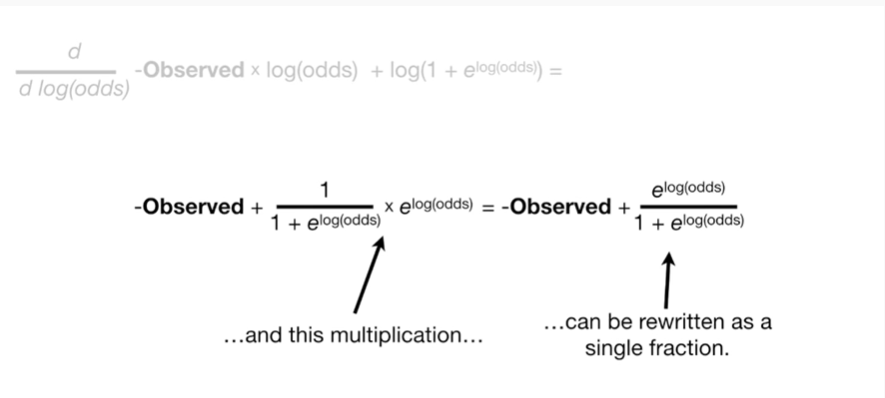 d
d log(odds)
-Observed × log(odds) + log(1 + e^log(odds)) =
-Observed + 1 / 1 + e^log(odds) × e^log(odds) = -Observed + e^log(odds) / 1 + e^log(odds)
...and this multiplication...
...can be rewritten as a
single fraction.